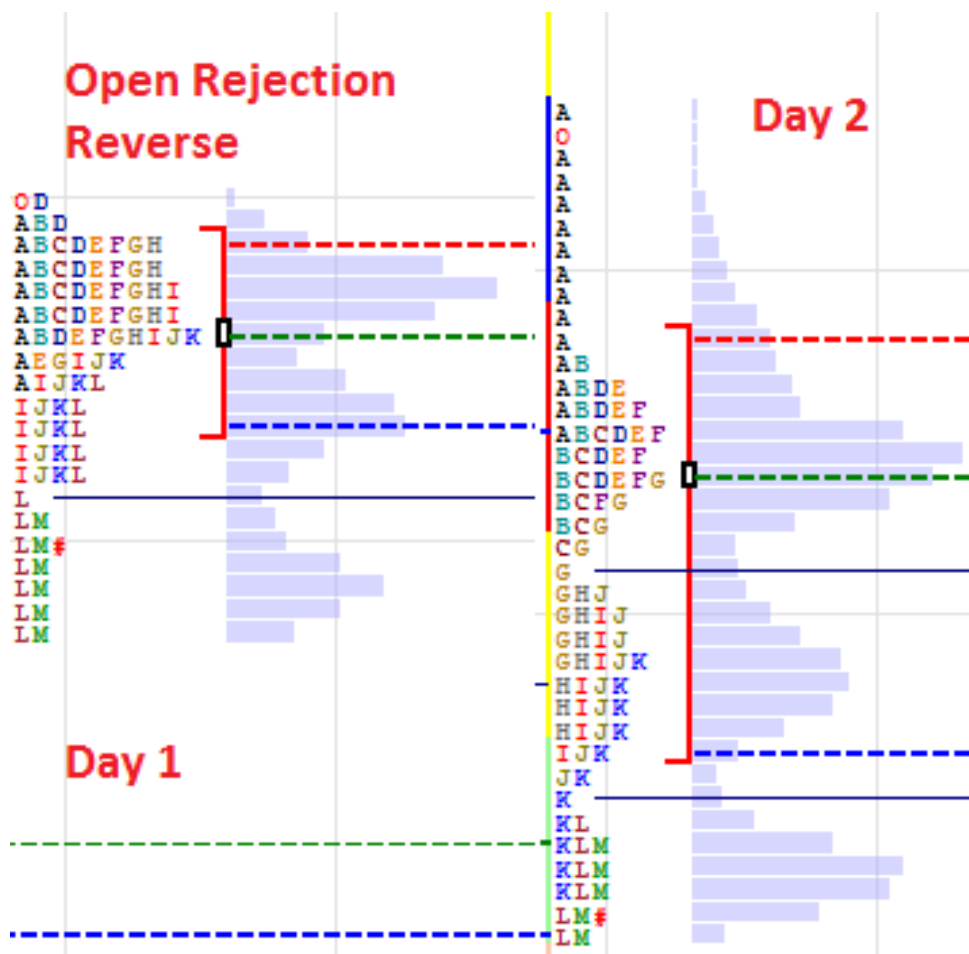 Open Rejection
Reverse
OD
ABD
ABCDEFGH
ABCDEFGH
ABCDEFGHI
ABCDEFGHI
ABDEFGHIJK
AEGIJK
AIJKL
IJKL
IJKL
IJKL
IJKL
L
LM
LM#
LM
LM
LM
LM
Day 1
Day 2
A
O
A
A
A
A
A
A
A
A
A
AB
ABDE
ABDEF
ABCDEF
BCDEF
BCDEFG
BCFG
BCG
CG
G
GHJ
GHIJ
GHIJ
GHIJK
HIJK
HIJK
HIJK
IJK
JK
K
KL
KLM
KLM
KLM
LM#
LM